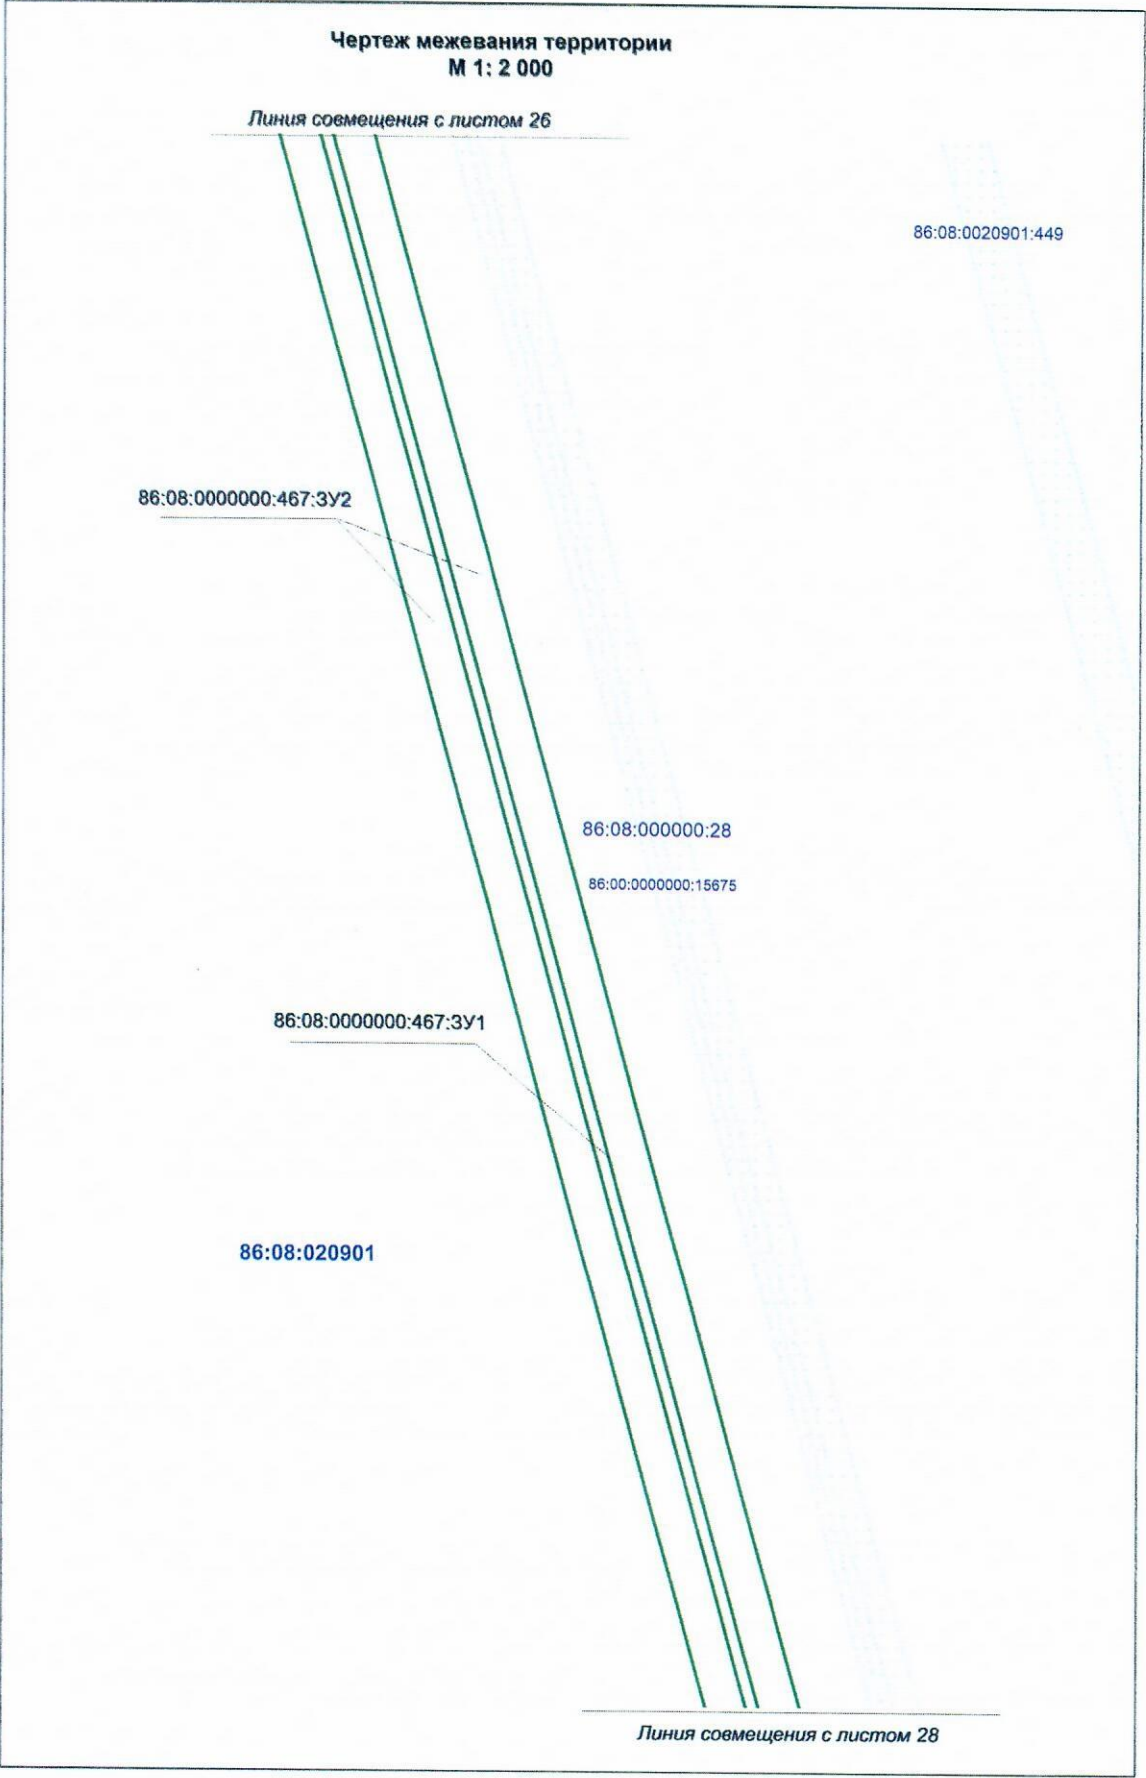 Чертеж межевания территории
М 1: 2 000
Линия совмещения с листом 26
86:08:0020901:449
86:08:0000000:467:ЗУ2
86:08:000000:28
86:00:0000000:15675
86:08:0000000:467:ЗУ1
86:08:020901
Линия совмещения с листом 28